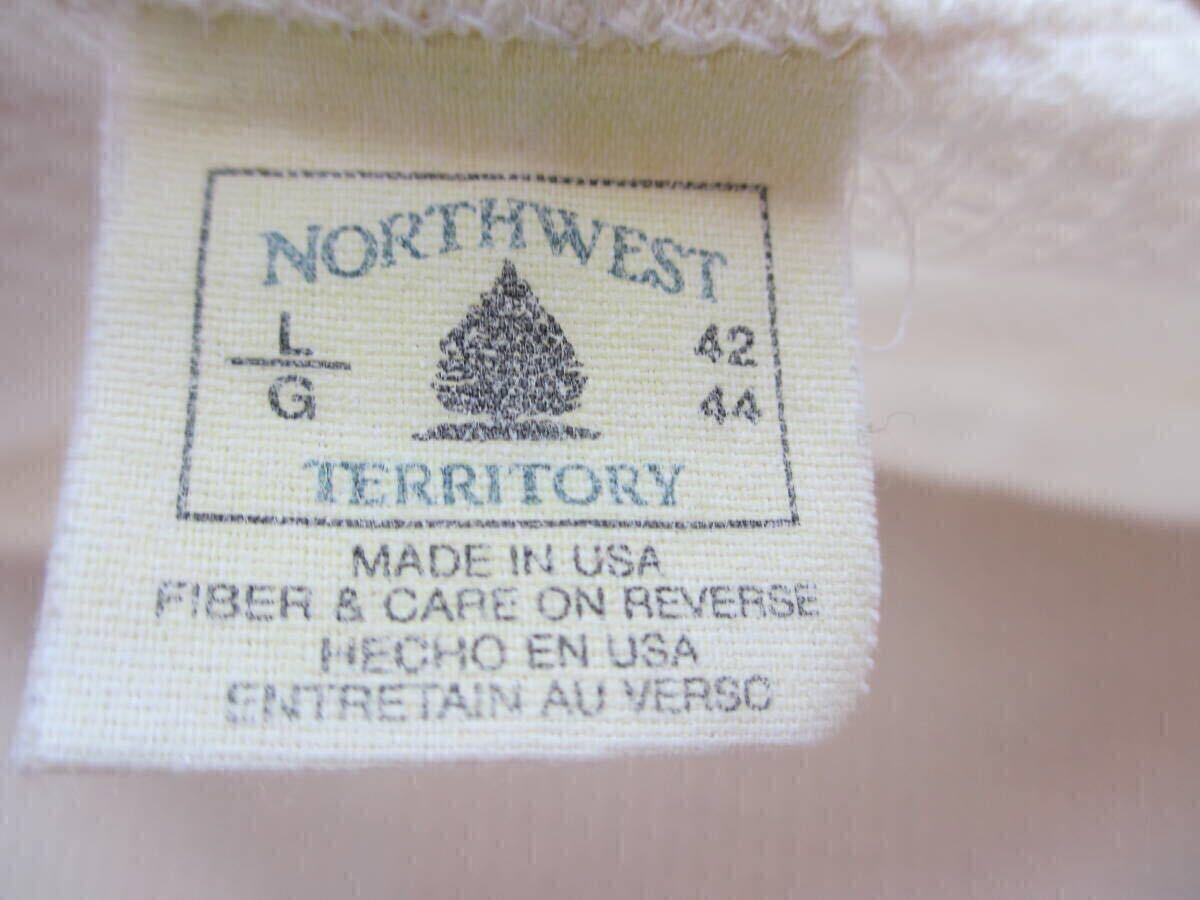 NORTHWEST
L 42
G 44
TERRITORY
MADE IN USA
FIBER & CARE ON REVERSE
HECHO EN USA
ENTRETAIN AU VERSO